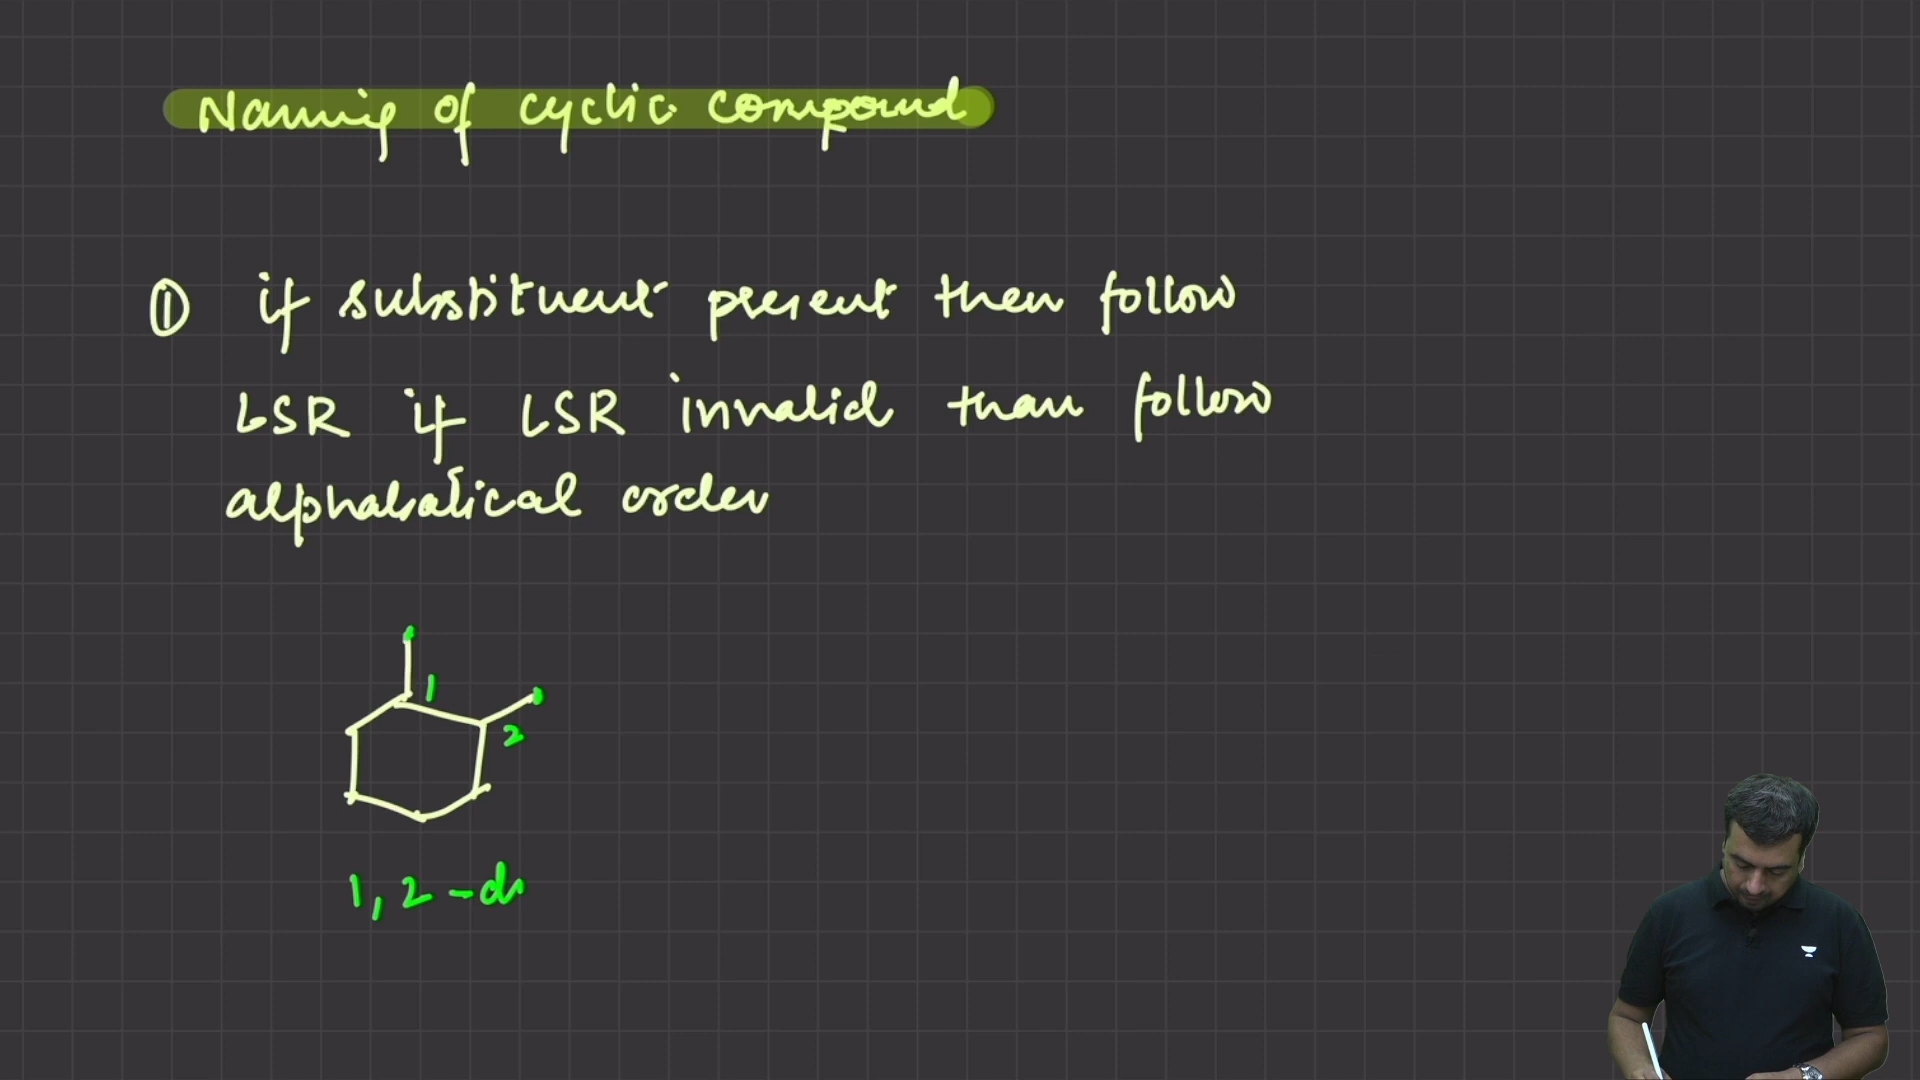 Naming of cyclic compound
① if substituent present then follow
LSR if LSR invalid than follow
alphabatical order
1
2
1, 2 - di